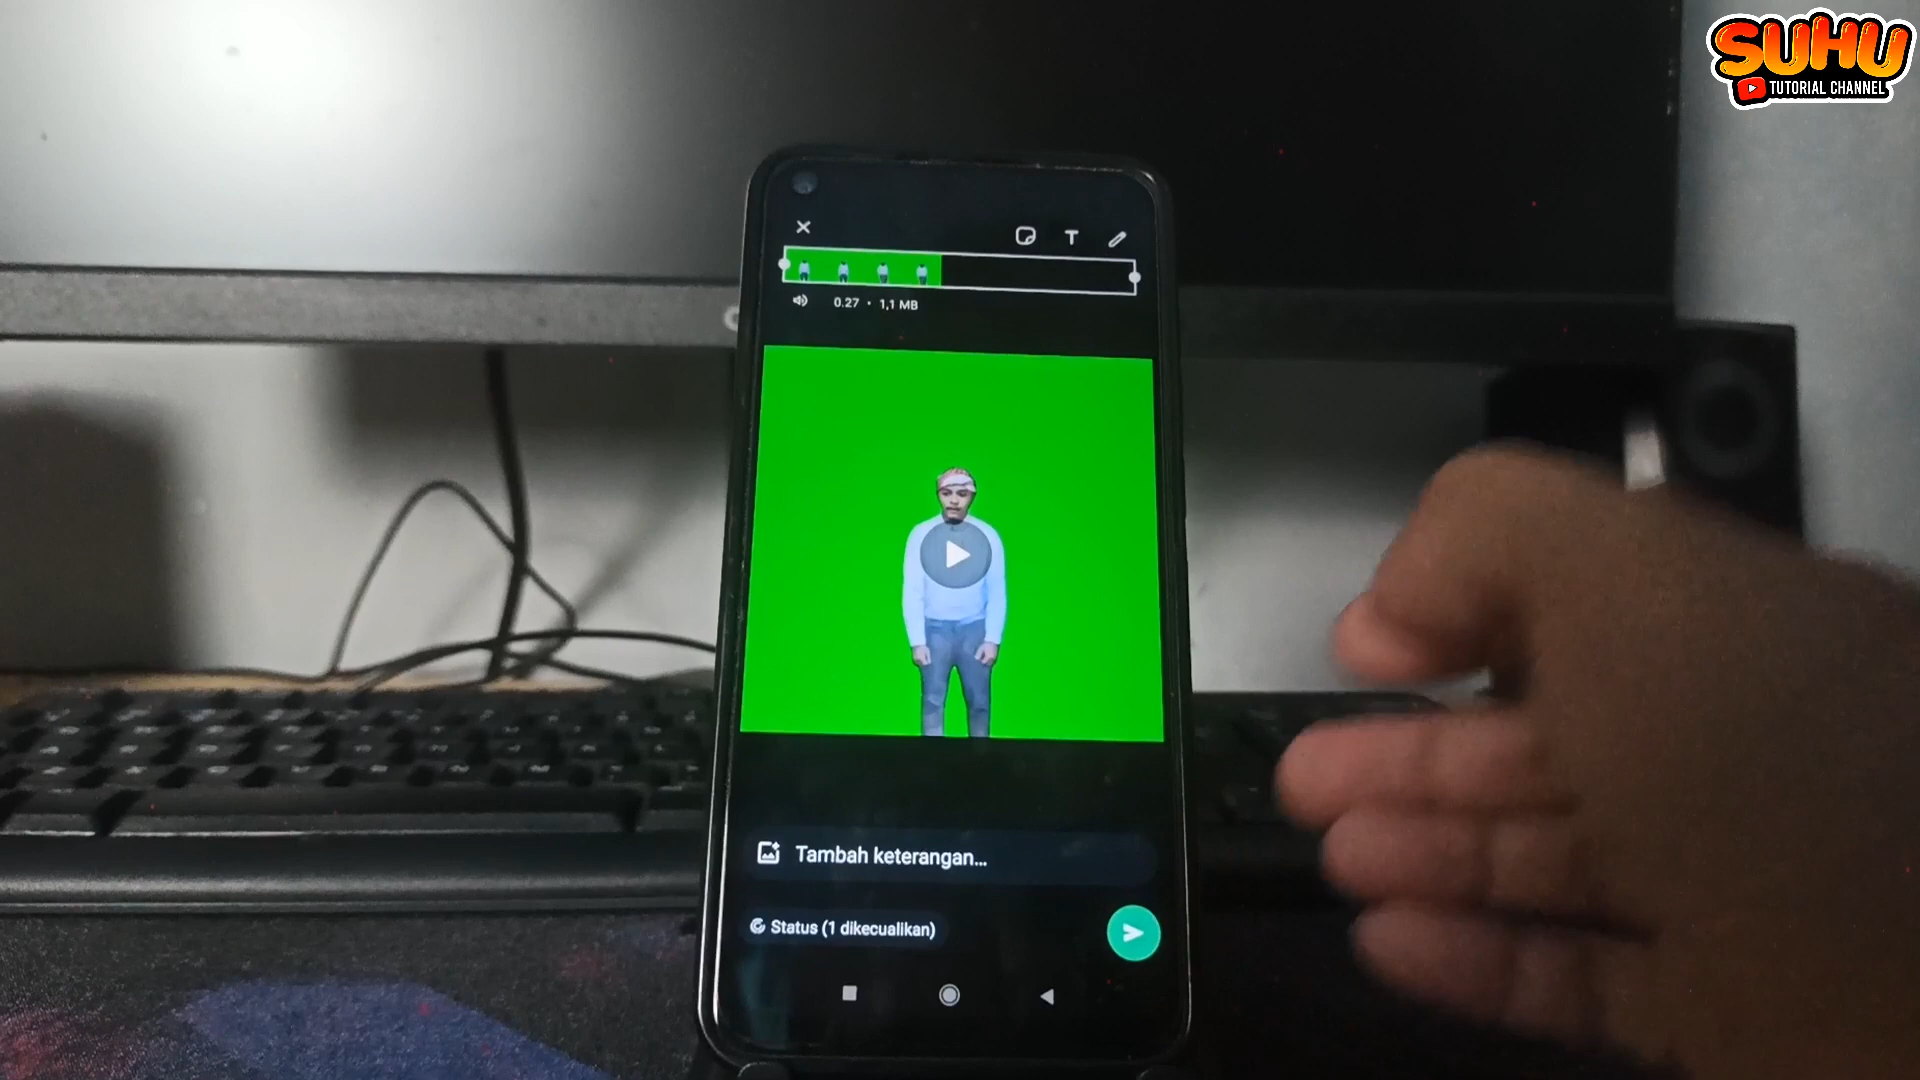 SUHU
TUTORIAL CHANNEL
T
0.27 • 1,1 MB
Tambah keterangan...
Status (1 dikecualikan)